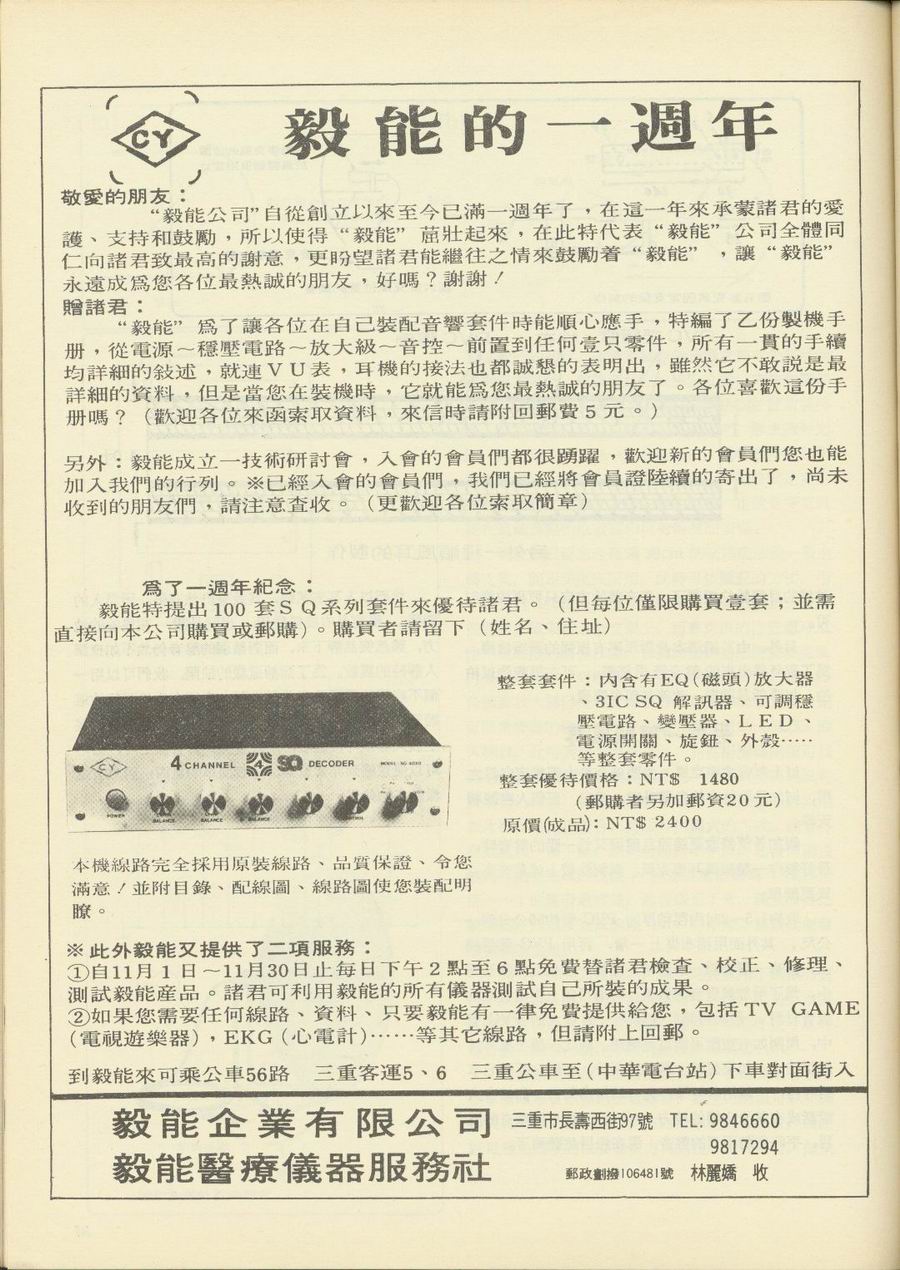 CY
毅能的一週年
敬愛的朋友：
“毅能公司”自從創立以來至今已滿一週年了，在這一年來承蒙諸君的愛
護、支持和鼓勵，所以使得“毅能”茁壯起來，在此特代表“毅能”公司全體同
仁向諸君致最高的謝意，更盼望諸君能繼往之情來鼓勵着“毅能”，讓“毅能”
永遠成爲您各位最熱誠的朋友，好嗎？謝謝！
贈諸君：
“毅能”爲了讓各位在自己裝配音響套件時能順心應手，特編了乙份製機手
册，從電源～穩壓電路～放大級～音控～前置到任何壹只零件，所有一貫的手續
均詳細的敍述，就連VU表，耳機的接法也都誠懇的表明出，雖然它不敢説是最
詳細的資料，但是當您在裝機時，它就能爲您最熱誠的朋友了。各位喜歡這份手
册嗎？（歡迎各位來函索取資料，來信時請附回郵費5元。）
另外：毅能成立一技術研討會，入會的會員們都很踴躍，歡迎新的會員們您也能
加入我們的行列。※已經入會的會員們，我們已經將會員證陸續的寄出了，尚未
收到的朋友們，請注意查收。（更歡迎各位索取簡章）
爲了一週年紀念：
毅能特提出100套SQ系列套件來優待諸君。（但每位僅限購買壹套；並需
直接向本公司購買或郵購）。購買者請留下（姓名、住址）
整套套件：內含有EQ(磁頭)放大器
、3IC SQ 解訊器、可調穩
壓電路、變壓器、LED、
電源開關、旋鈕、外殼……
等整套零件。
整套優待價格：NT$ 1480
（郵購者另加郵資20元）
原價(成品)：NT$ 2400
CY 4 CHANNEL 4 SQ DECODER
POWER BALANCE BALANCE BALANCE
本機線路完全採用原裝線路、品質保證、令您
滿意！並附目錄、配線圖、線路圖使您裝配明
瞭。
※此外毅能又提供了二項服務：
①自11月1日～11月30日止每日下午2點至6點免費替諸君檢查、校正、修理、
測試毅能産品。諸君可利用毅能的所有儀器測試自己所裝的成果。
②如果您需要任何線路、資料、只要毅能有一律免費提供給您，包括TV GAME
(電視遊樂器)，EKG (心電計)……等其它線路，但請附上回郵。
到毅能來可乘公車56路 三重客運5、6 三重公車至(中華電台站)下車對面街入
毅能企業有限公司 三重市長壽西街97號 TEL: 9846660
9817294
毅能醫療儀器服務社 郵政劃撥106481號 林麗嬌 收